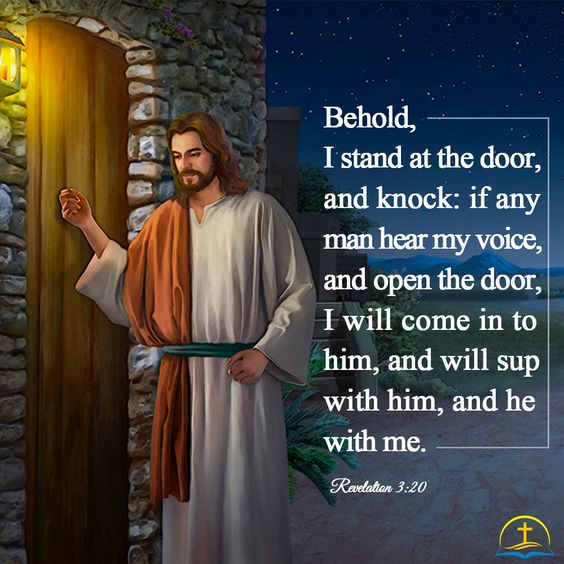 Behold,
I stand at the door,
and knock: if any
man hear my voice,
and open the door,
I will come in to
him, and will sup
with him, and he
with me.
Revelation 3:20